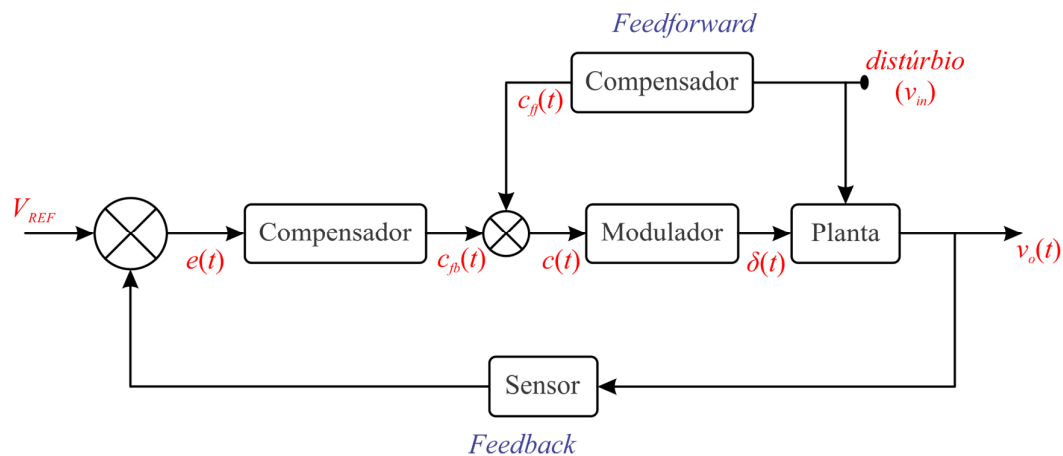 Feedforward
Compensador
distúrbio
(v_in)
c_ff(t)
V_REF
e(t)
Compensador
c_fb(t)
c(t)
Modulador
δ(t)
Planta
v_o(t)
Sensor
Feedback